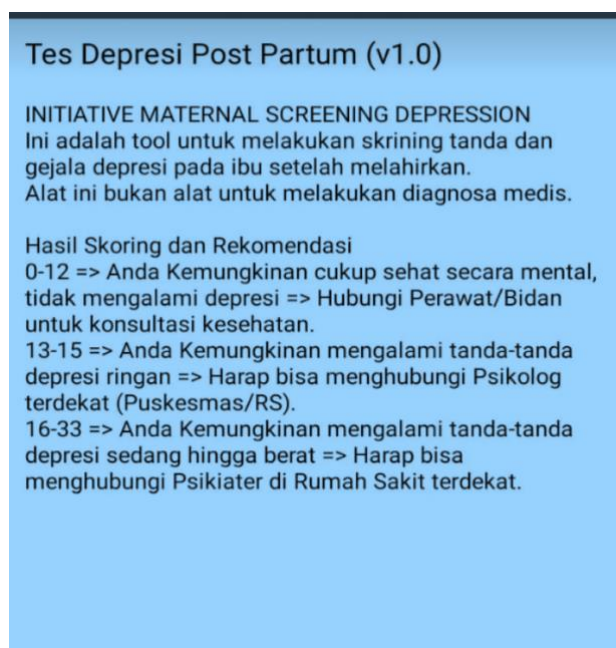 Tes Depresi Post Partum (v1.0)
INITIATIVE MATERNAL SCREENING DEPRESSION
Ini adalah tool untuk melakukan skrining tanda dan
gejala depresi pada ibu setelah melahirkan.
Alat ini bukan alat untuk melakukan diagnosa medis.
Hasil Skoring dan Rekomendasi
0-12 => Anda Kemungkinan cukup sehat secara mental,
tidak mengalami depresi => Hubungi Perawat/Bidan
untuk konsultasi kesehatan.
13-15 => Anda Kemungkinan mengalami tanda-tanda
depresi ringan => Harap bisa menghubungi Psikolog
terdekat (Puskesmas/RS).
16-33 => Anda Kemungkinan mengalami tanda-tanda
depresi sedang hingga berat => Harap bisa
menghubungi Psikiater di Rumah Sakit terdekat.